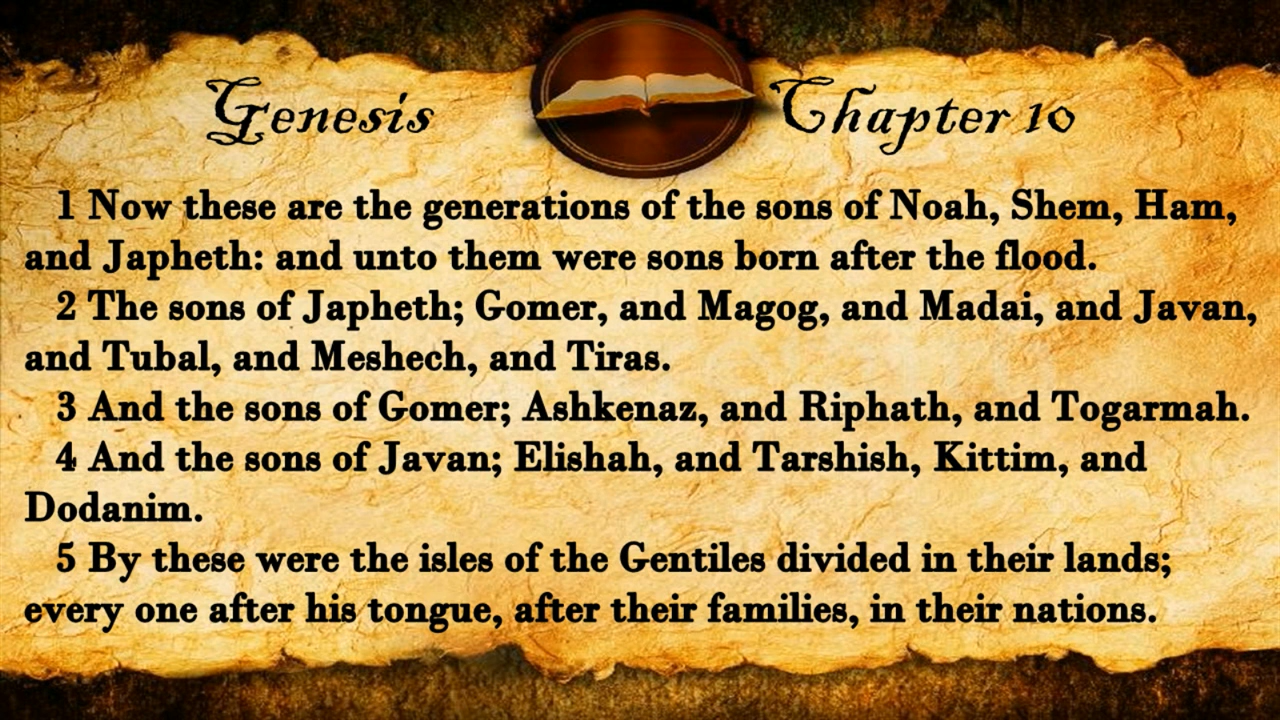 Genesis Chapter 10
1 Now these are the generations of the sons of Noah, Shem, Ham,
and Japheth: and unto them were sons born after the flood.
2 The sons of Japheth; Gomer, and Magog, and Madai, and Javan,
and Tubal, and Meshech, and Tiras.
3 And the sons of Gomer; Ashkenaz, and Riphath, and Togarmah.
4 And the sons of Javan; Elishah, and Tarshish, Kittim, and
Dodanim.
5 By these were the isles of the Gentiles divided in their lands;
every one after his tongue, after their families, in their nations.